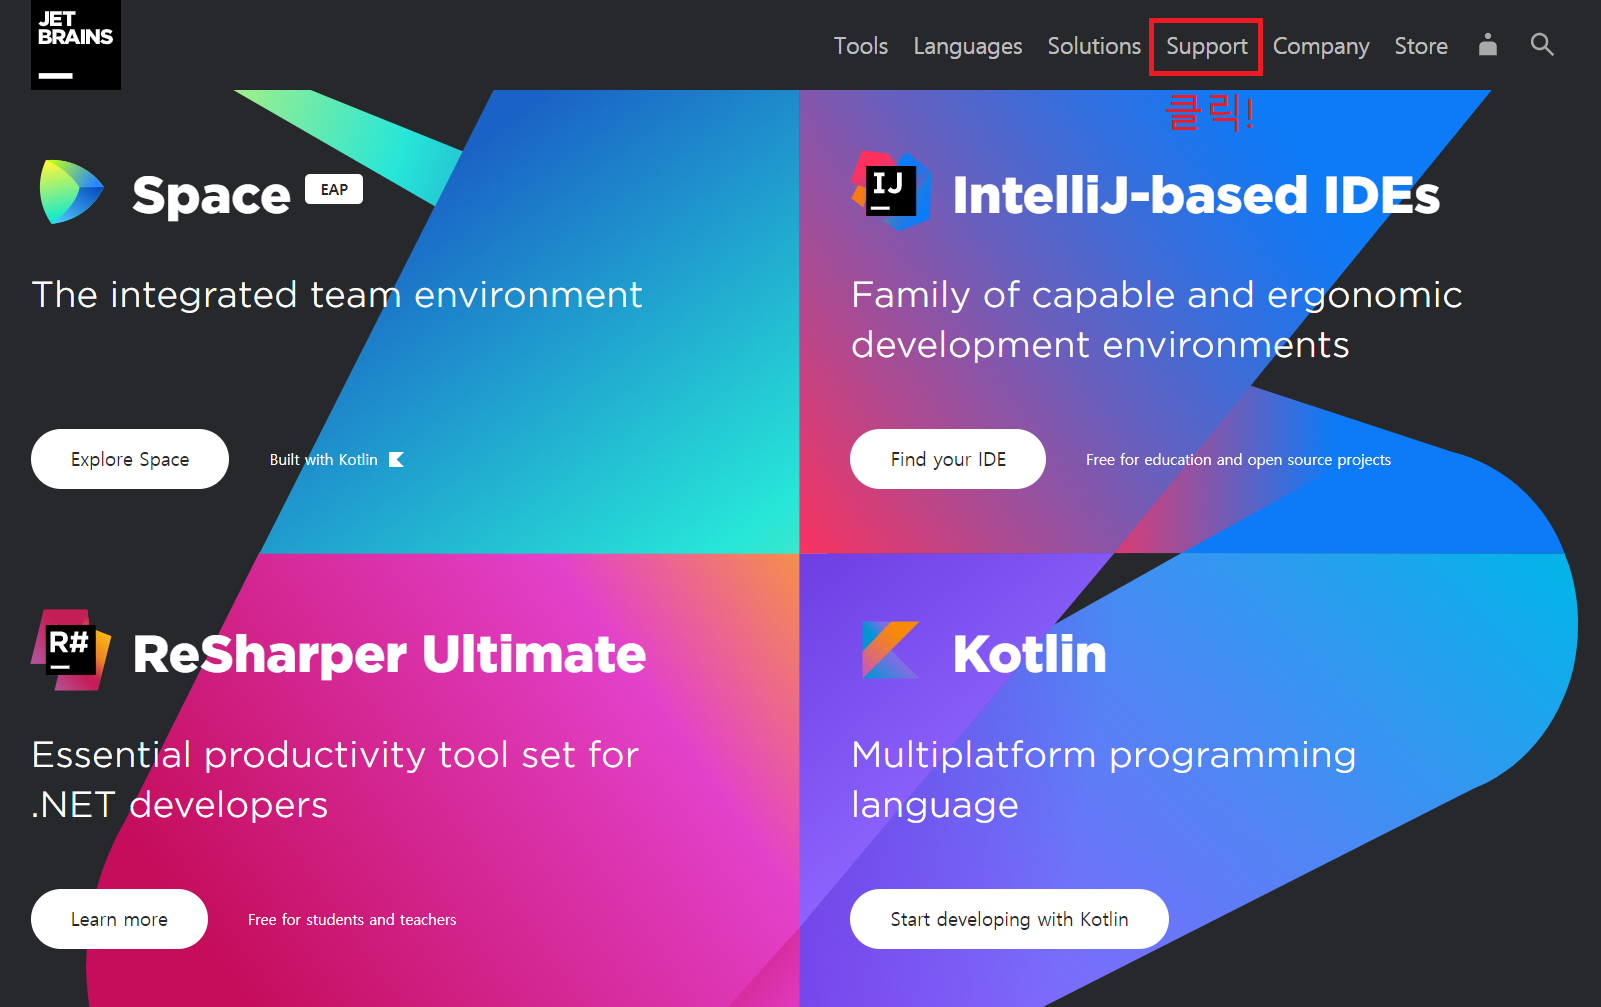 JET
BRAINS
Tools Languages Solutions Support Company Store
클릭!
Space EAP
The integrated team environment
Explore Space
Built with Kotlin
IJ
IntelliJ-based IDEs
Family of capable and ergonomic
development environments
Find your IDE
Free for education and open source projects
R#
ReSharper Ultimate
Essential productivity tool set for
.NET developers
Learn more
Free for students and teachers
Kotlin
Multiplatform programming
language
Start developing with Kotlin